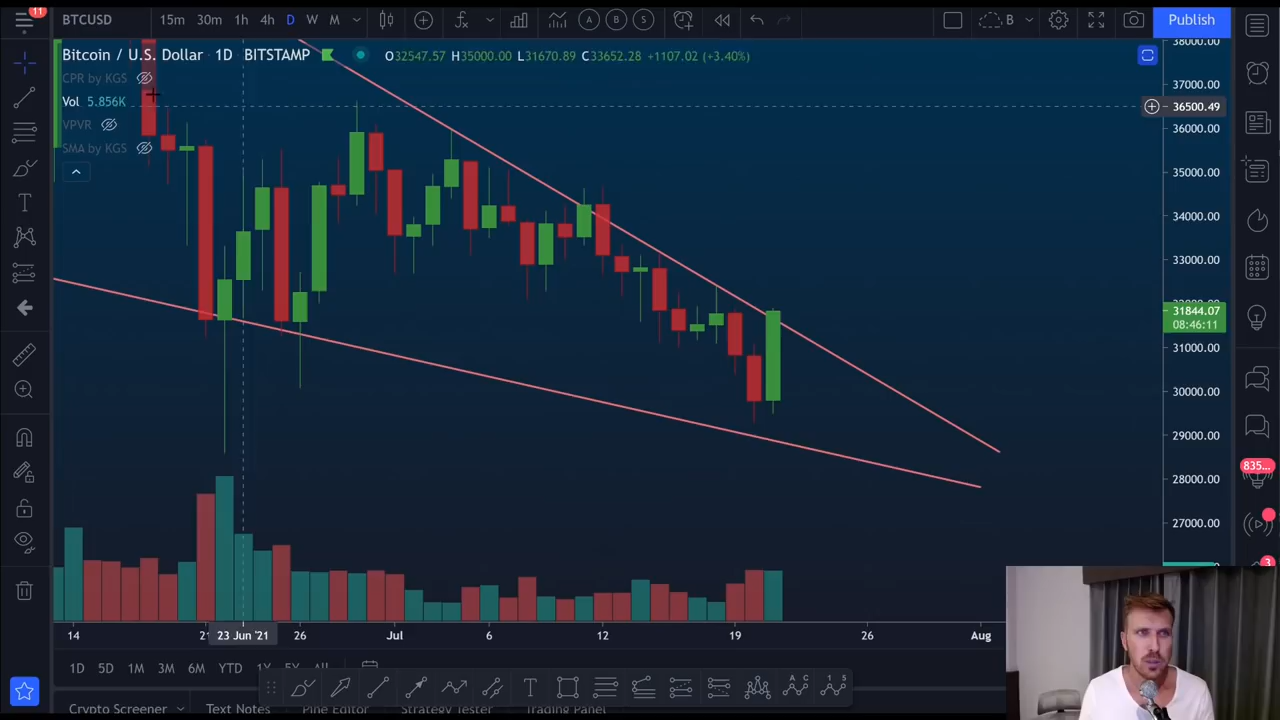 11
BTCUSD 15m 30m 1h 4h D W M A B S B Publish
Bitcoin / U.S. Dollar 1D BITSTAMP O32547.57 H35000.00 L31670.89 C33652.28 +1107.02 (+3.40%)
CPR by KGS
Vol 5.856K
VPVR
SMA by KGS
38000.00
37000.00
36500.49
36000.00
35000.00
34000.00
33000.00
31844.07
08:46:11
31000.00
30000.00
29000.00
28000.00
27000.00
835...
3
14 23 Jun '21 26 Jul 6 12 19 26 Aug
1D 5D 1M 3M 6M YTD 1Y 5Y All
T
T
A C
1 5
Crypto Screener Text Notes Pine Editor Strategy Tester Trading Panel